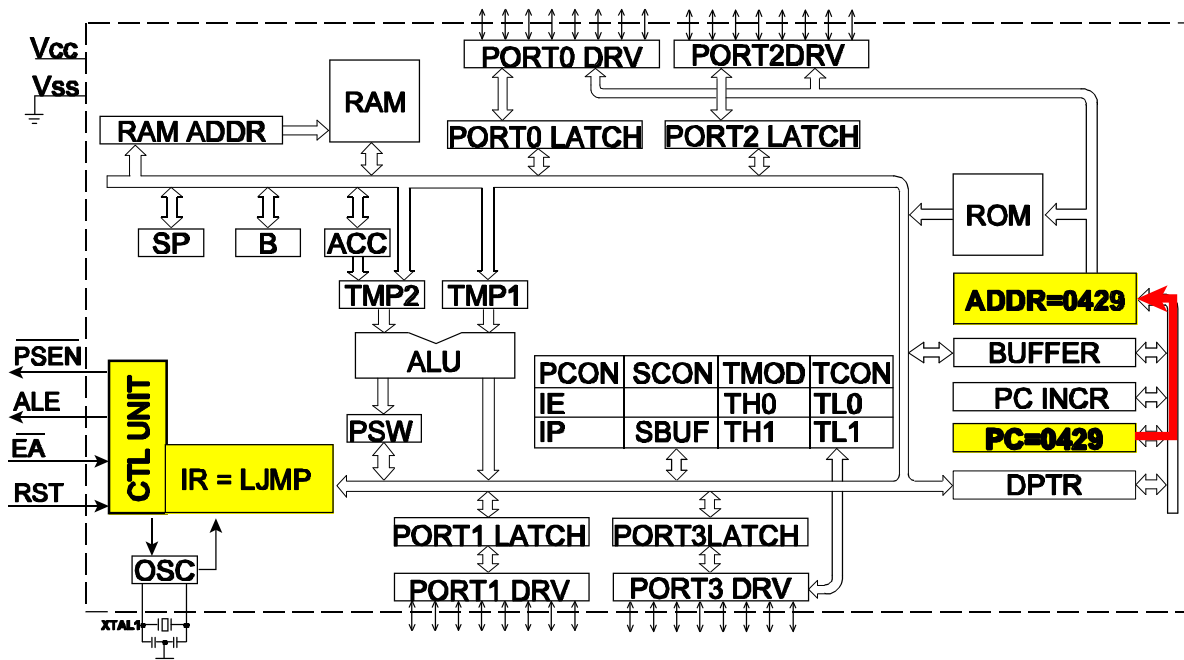 PORT0 DRV
PORT2DRV
Vcc
Vss
RAM
RAM ADDR
PORT0 LATCH
PORT2 LATCH
ROM
SP
B
ACC
TMP2
TMP1
ADDR=0429
ALU
BUFFER
PCON SCON TMOD TCON
IE TH0 TL0
IP SBUF TH1 TL1
PC INCR
PC=0429
PSEN
ALE
EA
RST
CTL UNIT
IR = LJMP
PSW
DPTR
PORT1 LATCH
PORT3LATCH
OSC
PORT1 DRV
PORT3 DRV
XTAL1